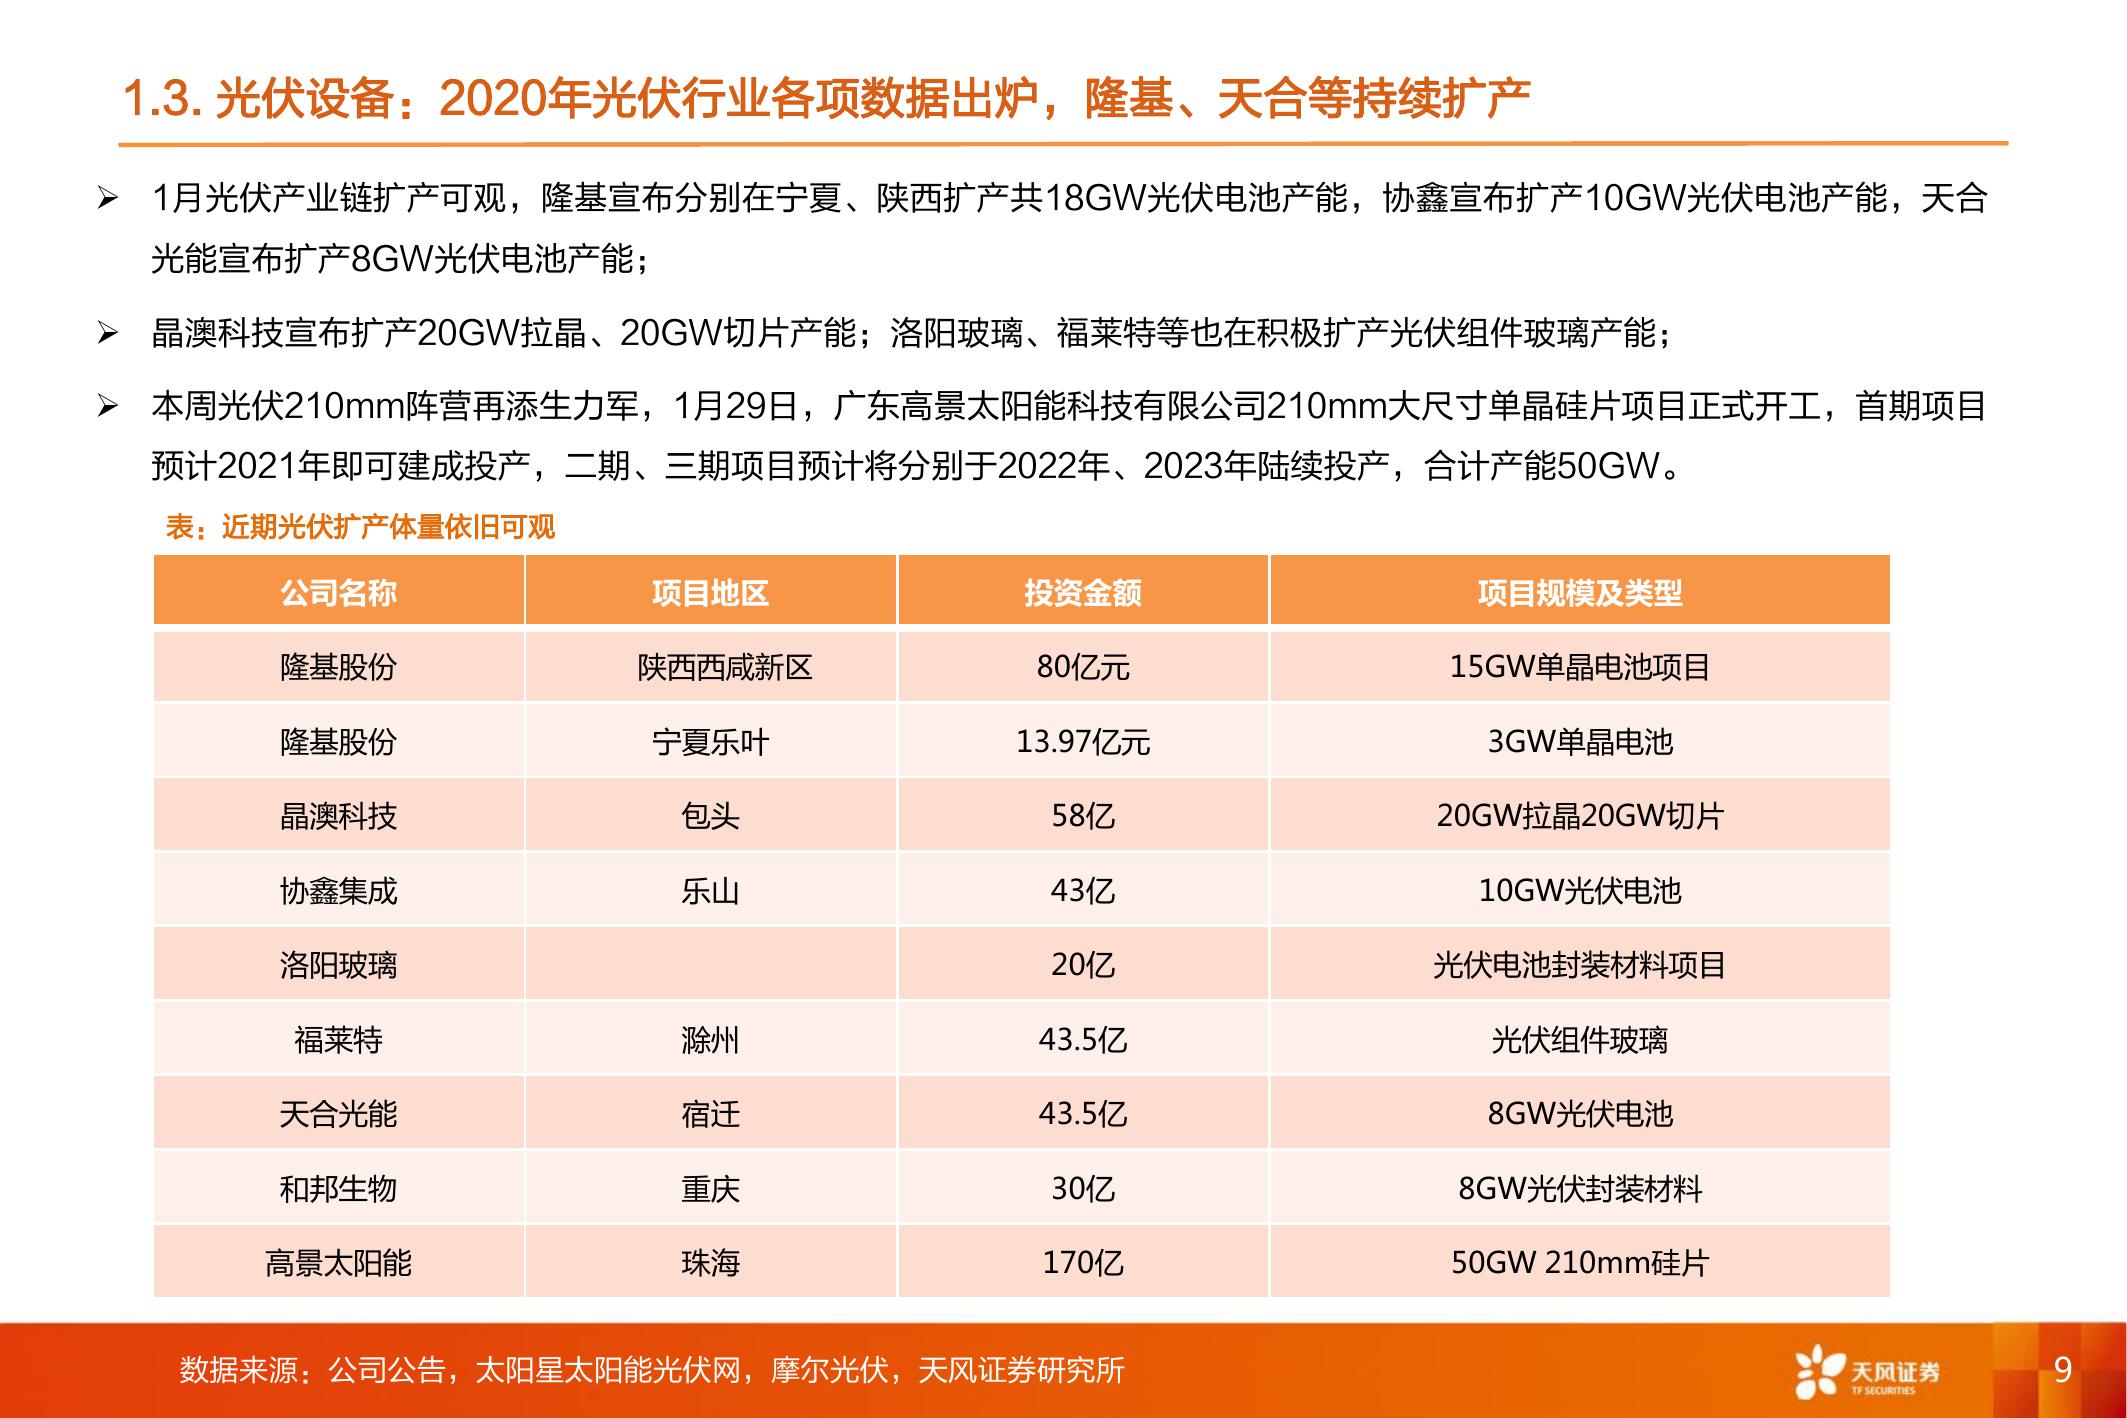 1.3. 光伏设备：2020年光伏行业各项数据出炉，隆基、天合等持续扩产
➢ 1月光伏产业链扩产可观，隆基宣布分别在宁夏、陕西扩产共18GW光伏电池产能，协鑫宣布扩产10GW光伏电池产能，天合
光能宣布扩产8GW光伏电池产能；
➢ 晶澳科技宣布扩产20GW拉晶、20GW切片产能；洛阳玻璃、福莱特等也在积极扩产光伏组件玻璃产能；
➢ 本周光伏210mm阵营再添生力军，1月29日，广东高景太阳能科技有限公司210mm大尺寸单晶硅片项目正式开工，首期项目
预计2021年即可建成投产，二期、三期项目预计将分别于2022年、2023年陆续投产，合计产能50GW。
表：近期光伏扩产体量依旧可观
公司名称 项目地区 投资金额 项目规模及类型
隆基股份 陕西西咸新区 80亿元 15GW单晶电池项目
隆基股份 宁夏乐叶 13.97亿元 3GW单晶电池
晶澳科技 包头 58亿 20GW拉晶20GW切片
协鑫集成 乐山 43亿 10GW光伏电池
洛阳玻璃 20亿 光伏电池封装材料项目
福莱特 滁州 43.5亿 光伏组件玻璃
天合光能 宿迁 43.5亿 8GW光伏电池
和邦生物 重庆 30亿 8GW光伏封装材料
高景太阳能 珠海 170亿 50GW 210mm硅片
数据来源：公司公告，太阳星太阳能光伏网，摩尔光伏，天风证券研究所
天风证券
TF SECURITIES
9